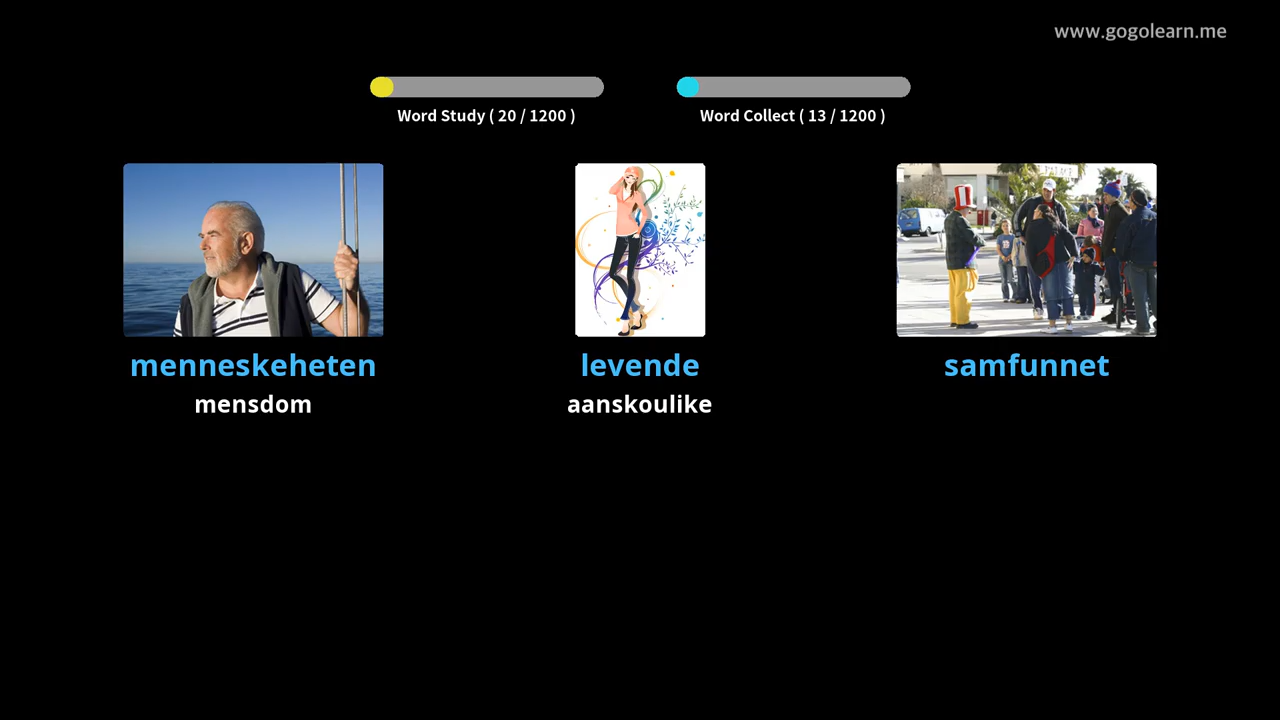 www.gogolearn.me
Word Study ( 20 / 1200 )
Word Collect ( 13 / 1200 )
menneskeheten
levende
samfunnet
mensdom
aanskoulike